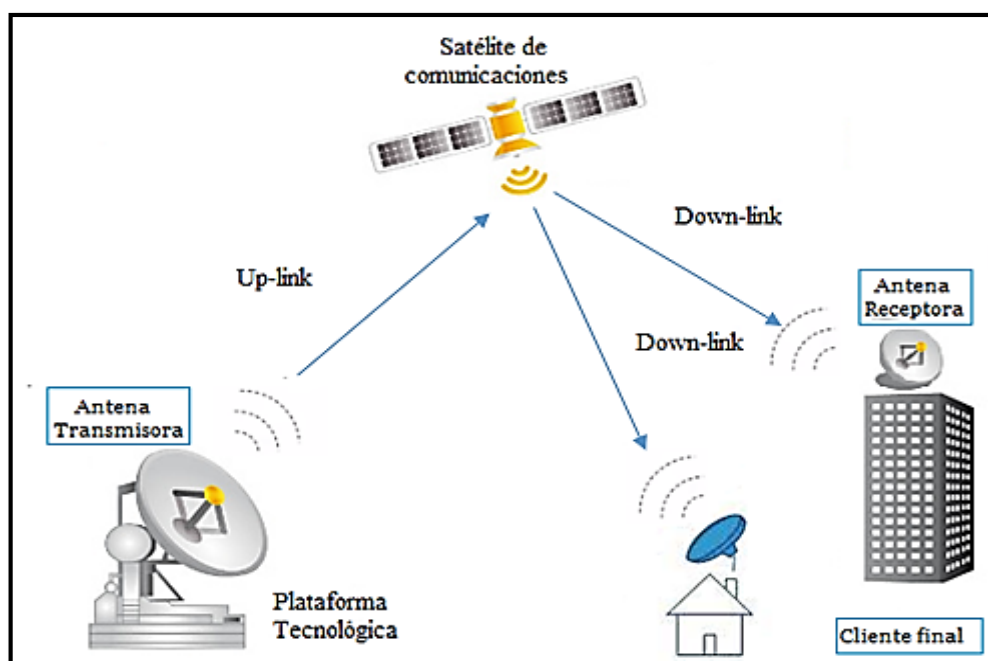 Satélite de
comunicaciones
Down-link
Up-link
Antena
Receptora
Down-link
Antena
Transmisora
Plataforma
Tecnológica
Cliente final